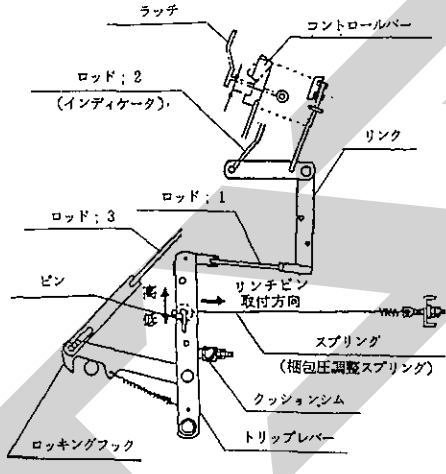 ラッチ
コントロールバー
ロッド;2
(インディケータ)
リンク
ロッド;1
ロッド;3
ピン
高
低
リンチピン
取付方向
スプリング
(梱包圧調整スプリング)
クッションシム
トリップレバー
ロッキングフック